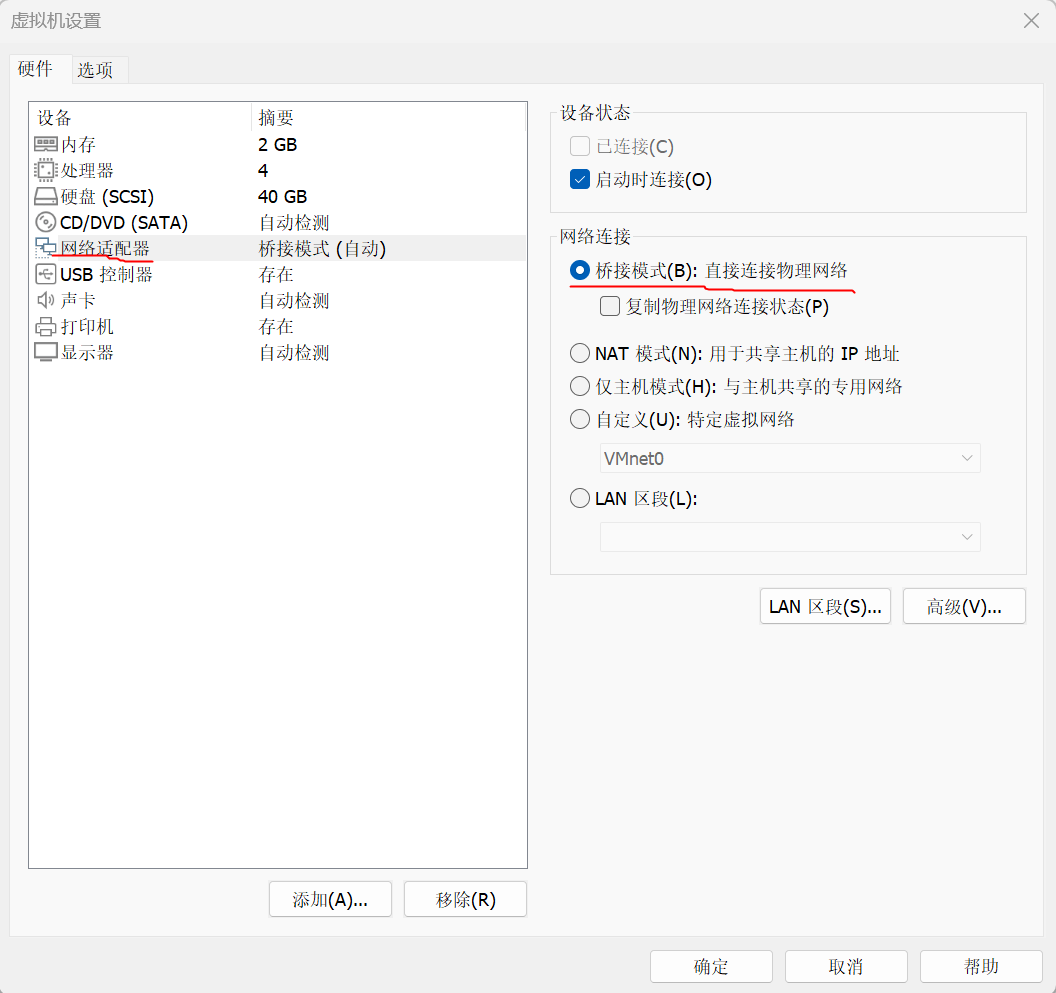 虚拟机设置
硬件 选项
设备 摘要
内存 2 GB
处理器 4
硬盘 (SCSI) 40 GB
CD/DVD (SATA) 自动检测
网络适配器 桥接模式 (自动)
USB 控制器 存在
声卡 自动检测
打印机 存在
显示器 自动检测
添加(A)... 移除(R)
设备状态
已连接(C)
启动时连接(O)
网络连接
桥接模式(B): 直接连接物理网络
复制物理网络连接状态(P)
NAT 模式(N): 用于共享主机的 IP 地址
仅主机模式(H): 与主机共享的专用网络
自定义(U): 特定虚拟网络
VMnet0
LAN 区段(L):
LAN 区段(S)... 高级(V)...
确定 取消 帮助